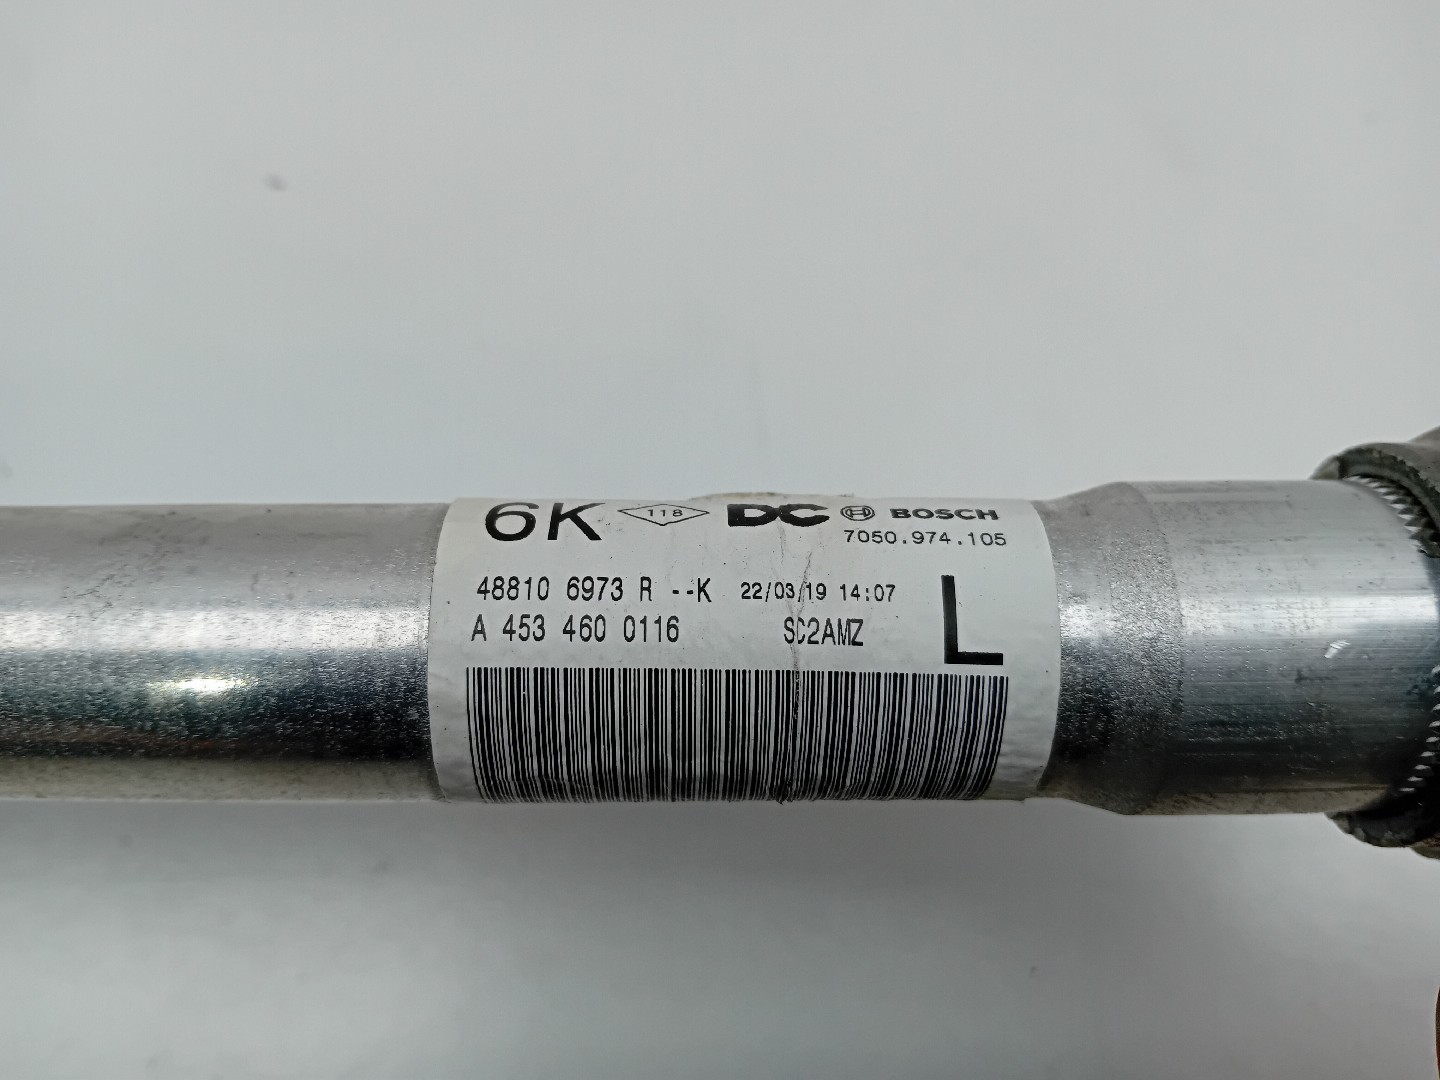 6K 118 DC BOSCH
7050.974.105
48810 6973 R --K 22/03/19 14:07
A 453 460 0116 SC2AMZ L